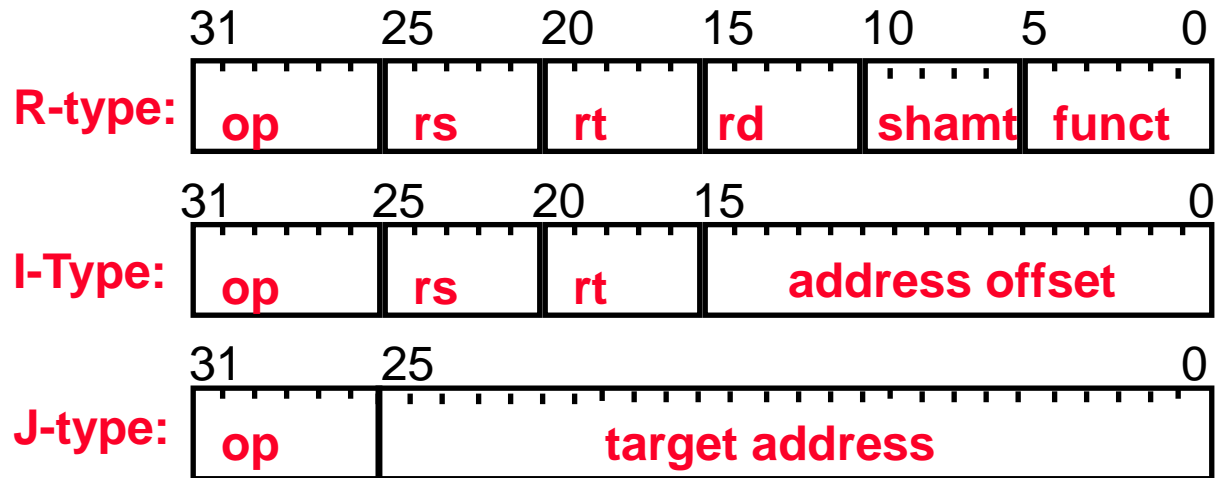 31 25 20 15 10 5 0
R-type: op rs rt rd shamt funct
31 25 20 15 0
I-Type: op rs rt address offset
31 25 0
J-type: op target address